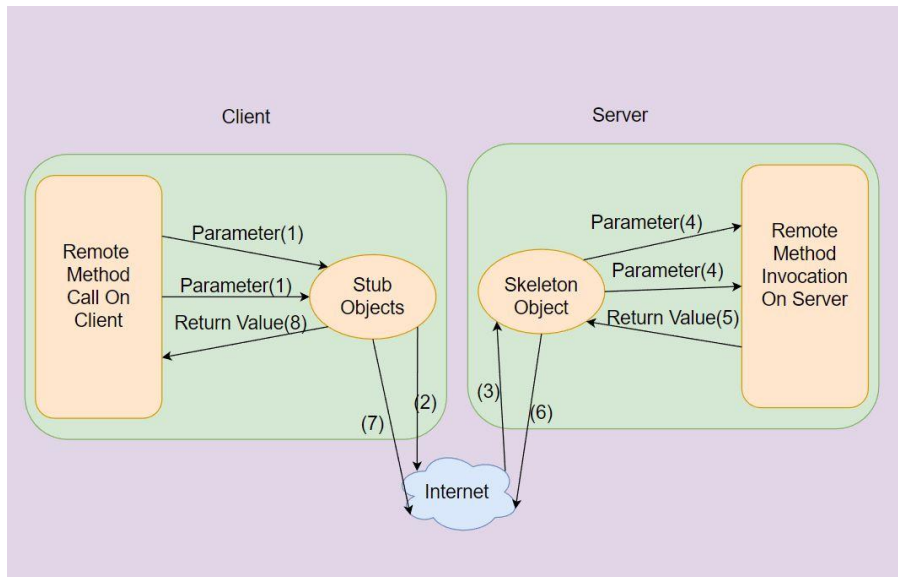 Client
Server
Remote
Method
Call On
Client
Parameter(1)
Parameter(1)
Return Value(8)
Stub
Objects
(7)
(2)
Internet
(3)
(6)
Skeleton
Object
Parameter(4)
Parameter(4)
Return Value(5)
Remote
Method
Invocation
On Server